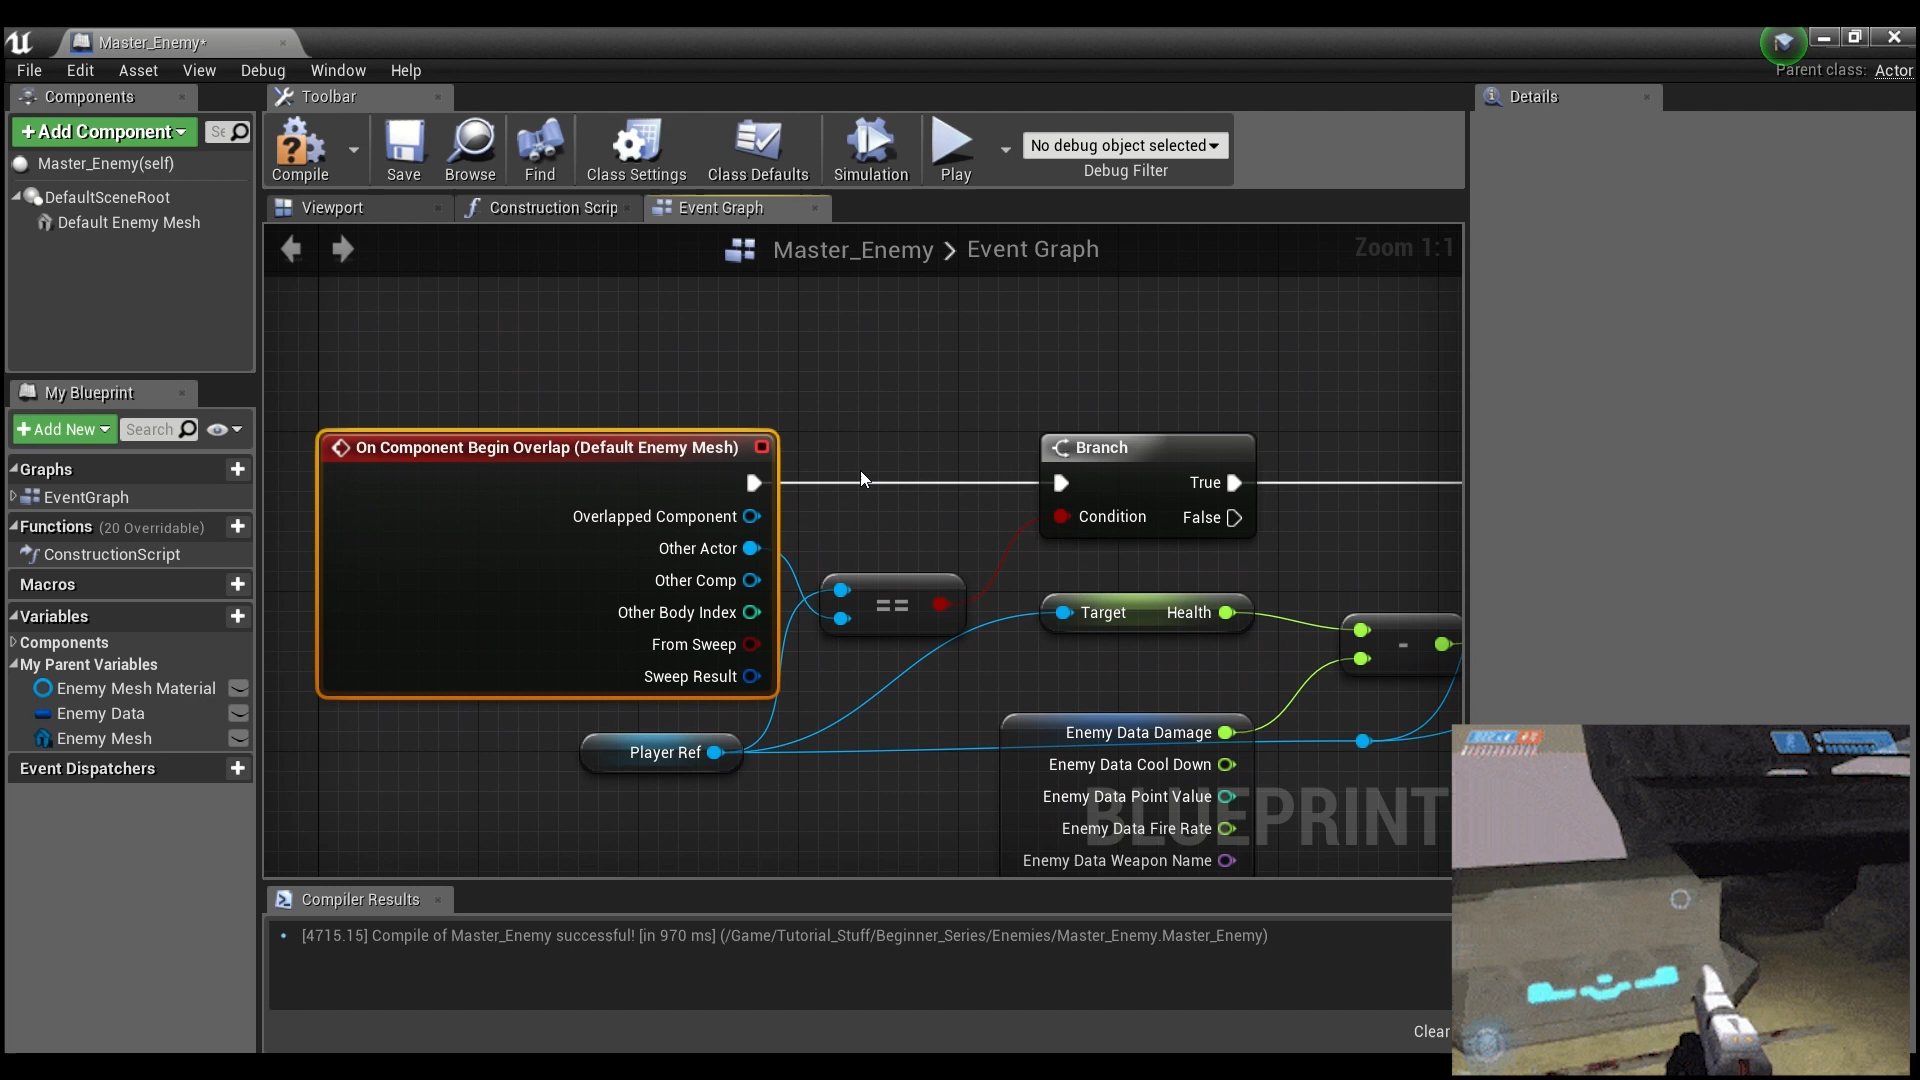 Master_Enemy*
File Edit Asset View Debug Window Help
Parent class: Actor
Components
Toolbar
Details
+Add Component
Se
Master_Enemy(self)
DefaultSceneRoot
Default Enemy Mesh
Compile
Save
Browse
Find
Class Settings
Class Defaults
Simulation
Play
No debug object selected
Debug Filter
Viewport
Construction Scrip
Event Graph
Master_Enemy > Event Graph
Zoom 1:1
My Blueprint
+Add New
Search
Graphs
EventGraph
Functions (20 Overridable)
ConstructionScript
Macros
Variables
Components
My Parent Variables
Enemy Mesh Material
Enemy Data
Enemy Mesh
Event Dispatchers
On Component Begin Overlap (Default Enemy Mesh)
Overlapped Component
Other Actor
Other Comp
Other Body Index
From Sweep
Sweep Result
Branch
True
Condition
False
==
Target Health
-
Player Ref
Enemy Data Damage
Enemy Data Cool Down
Enemy Data Point Value
Enemy Data Fire Rate
Enemy Data Weapon Name
BLUEPRINT
Compiler Results
[4715.15] Compile of Master_Enemy successful! [in 970 ms] (/Game/Tutorial_Stuff/Beginner_Series/Enemies/Master_Enemy.Master_Enemy)
Clear